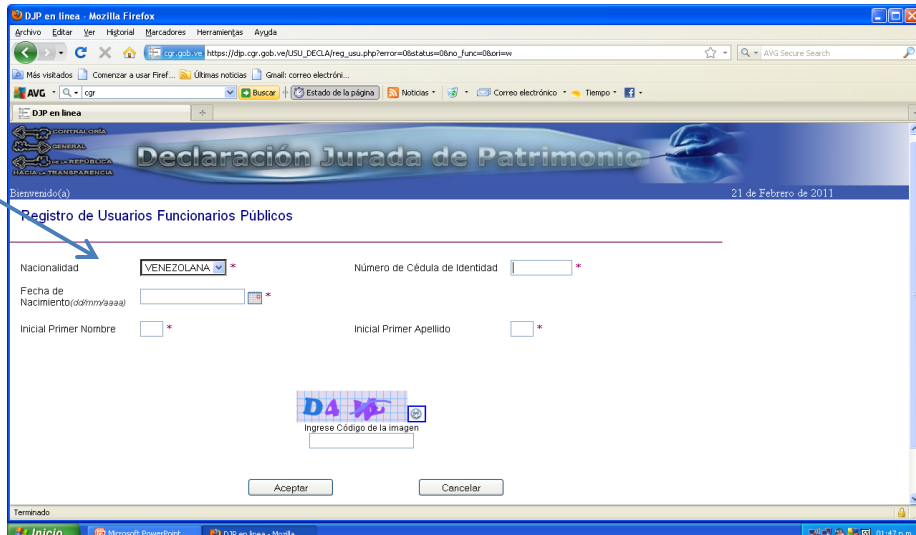 DJP en linea - Mozilla Firefox
Archivo Editar Ver Historial Marcadores Herramientas Ayuda
cgr.gob.ve https://djp.cgr.gob.ve/USU_DECLA/reg_usu.php?error=0&status=0&no_func=0&ori=w AVG Secure Search
Más visitados Comenzar a usar Firef... Últimas noticias Gmail: correo electróni...
AVG cgr Buscar Estado de la página Noticias Correo electrónico Tiempo
DJP en linea
CONTRALORÍA
GENERAL
DE LA REPÚBLICA
HACIA LA TRANSPARENCIA
Declaración Jurada de Patrimonio
Bienvenido(a) 21 de Febrero de 2011
Registro de Usuarios Funcionarios Públicos
Nacionalidad VENEZOLANA * Número de Cédula de Identidad *
Fecha de
Nacimiento(dd/mm/aaaa) *
Inicial Primer Nombre * Inicial Primer Apellido *
D4
Ingrese Código de la imagen
Aceptar Cancelar
Terminado
Inicio Microsoft PowerPoint DJP en linea - Mozilla 01:47 p.m.